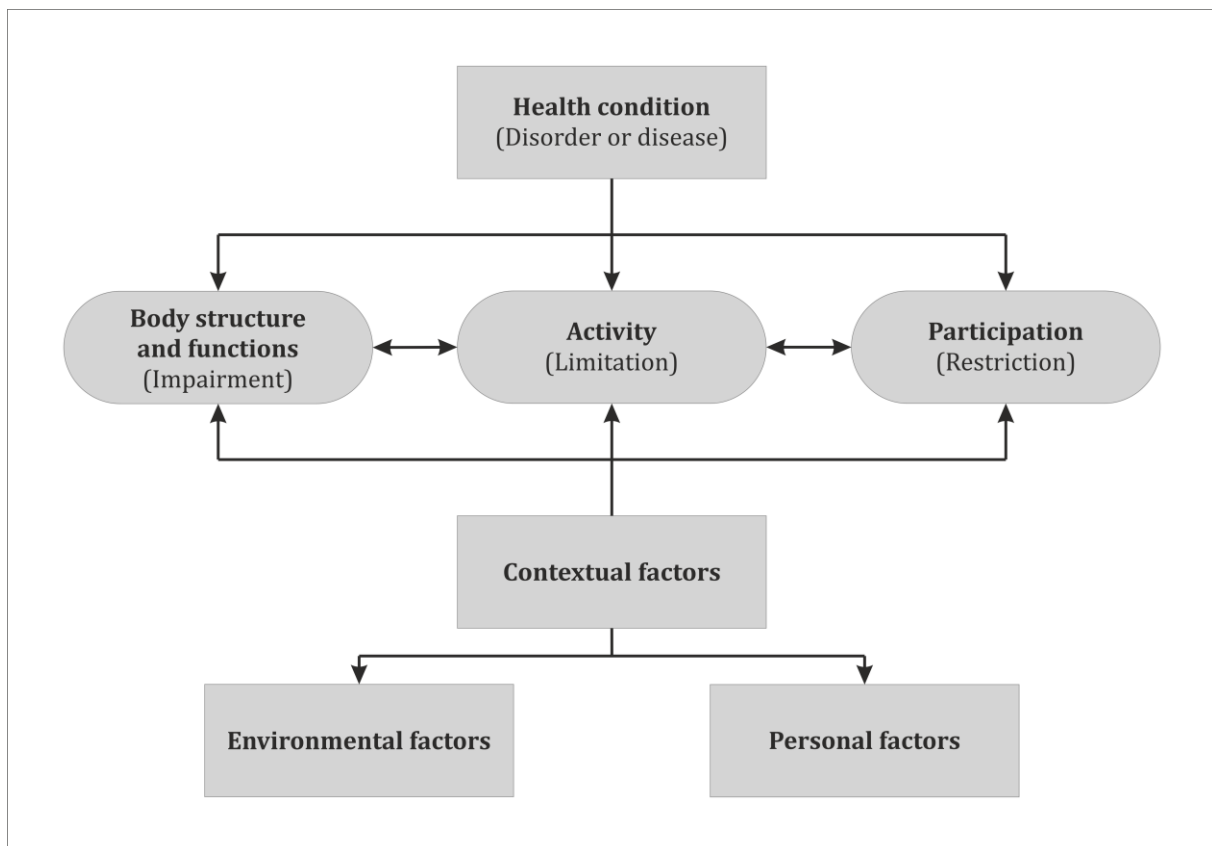 Health condition
(Disorder or disease)
Body structure
and functions
(Impairment)
Activity
(Limitation)
Participation
(Restriction)
Contextual factors
Environmental factors
Personal factors